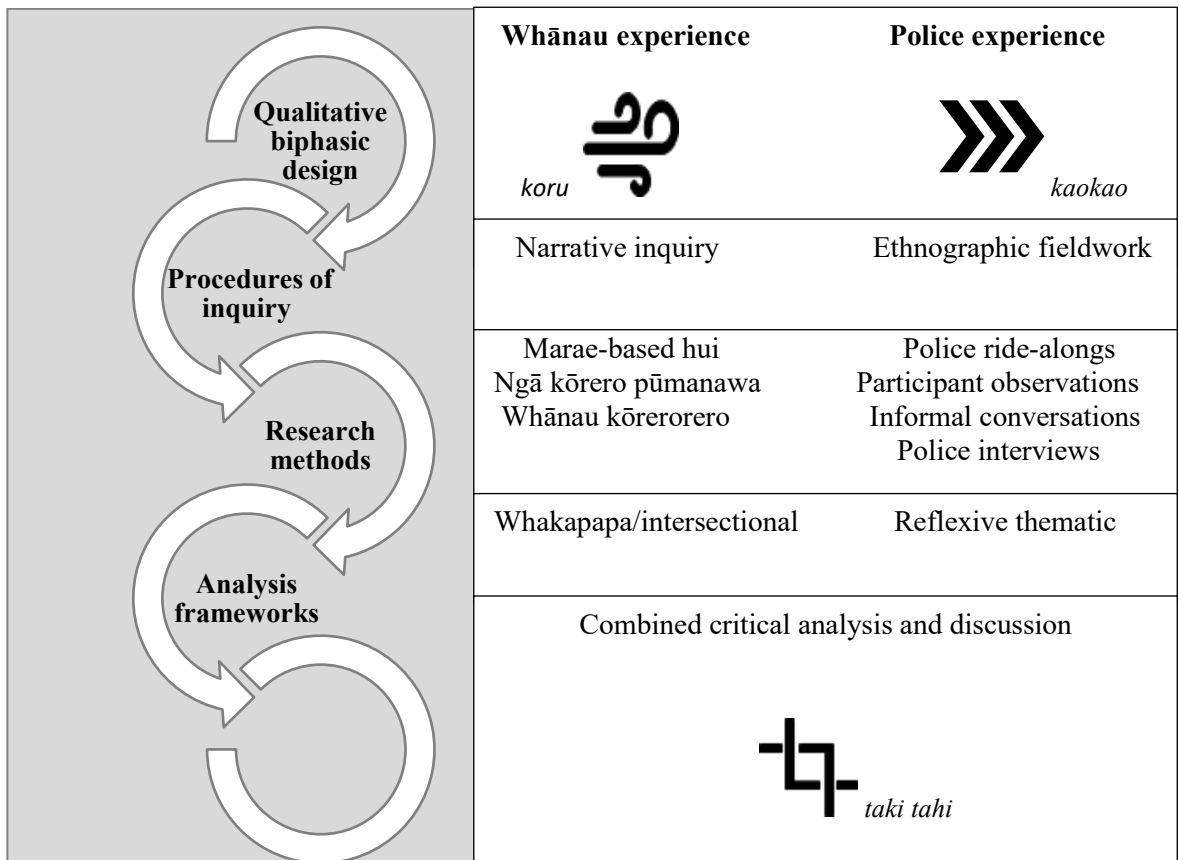 Whānau experience
Police experience
Qualitative
biphasic
design
koru
kaokao
Procedures of
inquiry
Narrative inquiry
Ethnographic fieldwork
Research
methods
Marae-based hui
Ngā kōrero pūmanawa
Whānau kōrerorero
Police ride-alongs
Participant observations
Informal conversations
Police interviews
Analysis
frameworks
Whakapapa/intersectional
Reflexive thematic
Combined critical analysis and discussion
taki tahi